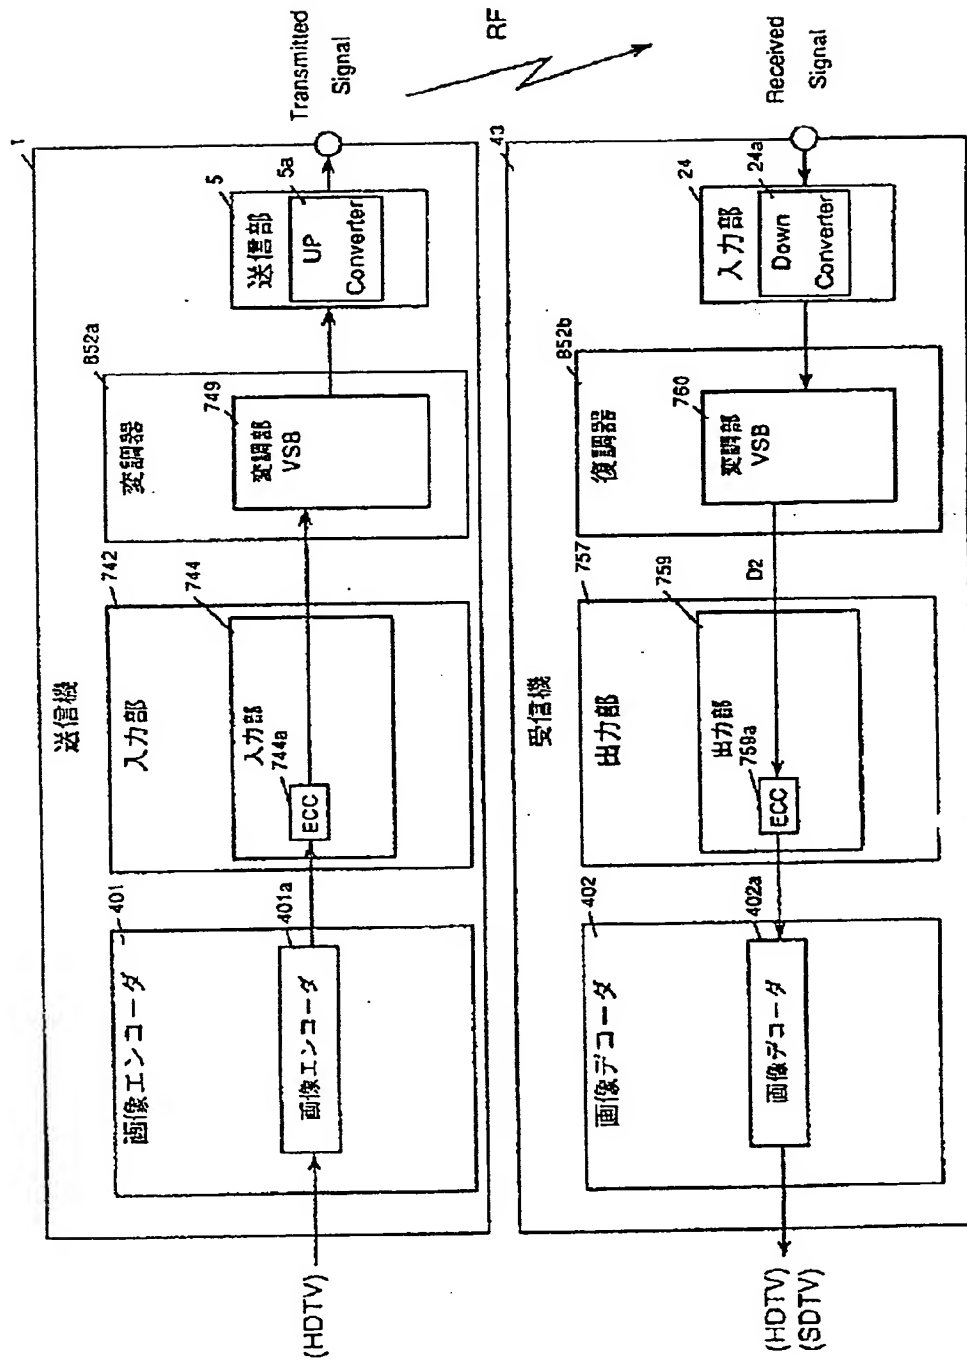 送信機
1
(HDTV)
画像エンコーダ
401
画像エンコーダ
401a
入力部
742
入力部
744
744a
ECC
変調器
852a
変調部
VSB
749
送信部
5
UP
Converter
5a
Transmitted
Signal
RF
受信機
43
Received
Signal
入力部
24
Down
Converter
24a
復調器
852b
変調部
VSB
760
D2
出力部
757
出力部
759
759a
ECC
画像デコーダ
402
画像デコーダ
402a
(HDTV)
(SDTV)